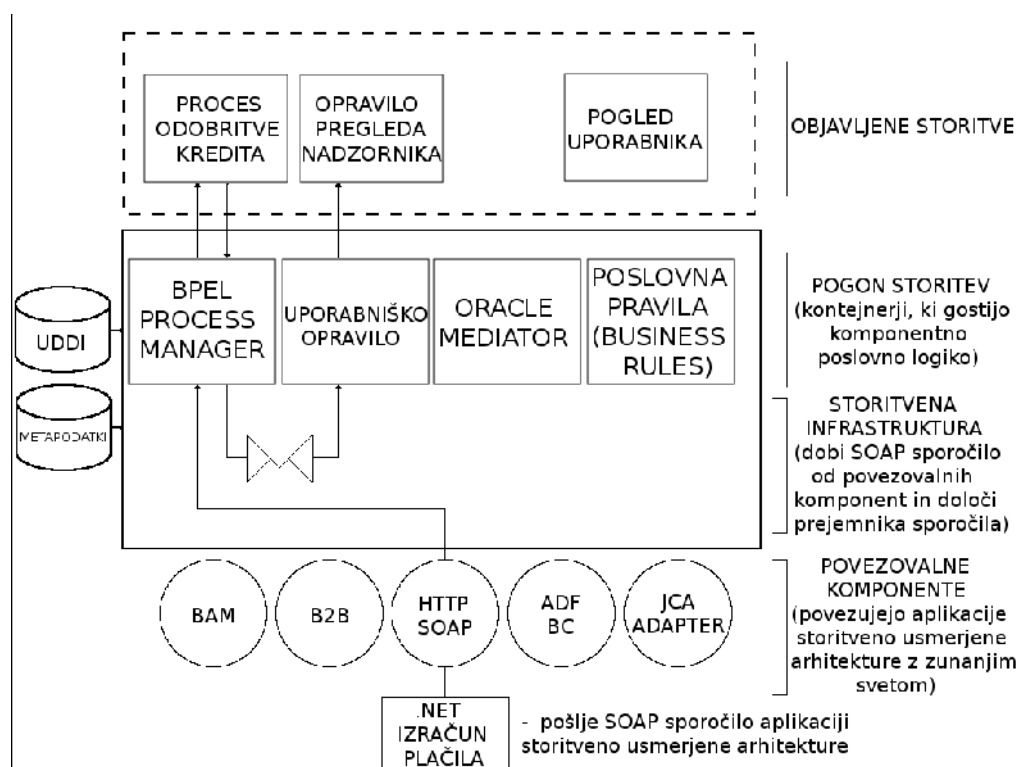 PROCES
ODOBRITVE
KREDITA
OPRAVILO
PREGLEDA
NADZORNIKA
POGLED
UPORABNIKA
OBJAVLJENE STORITVE
UDDI
METAPODATKI
BPEL
PROCESS
MANAGER
UPORABNIŠKO
OPRAVILO
ORACLE
MEDIATOR
POSLOVNA
PRAVILA
(BUSINESS
RULES)
POGON STORITEV
(kontejnerji, ki gostijo
komponentno
poslovno logiko)
STORITVENA
INFRASTRUKTURA
(dobi SOAP sporočilo
od povezovalnih
komponent in določi
prejemnika sporočila)
BAM
B2B
HTTP
SOAP
ADF
BC
JCA
ADAPTER
POVEZOVALNE
KOMPONENTE
(povezujejo aplikacije
storitveno usmerjene
arhitekture z zunanjim
svetom)
.NET
IZRAČUN
PLAČILA
- pošlje SOAP sporočilo aplikaciji
storitveno usmerjene arhitekture